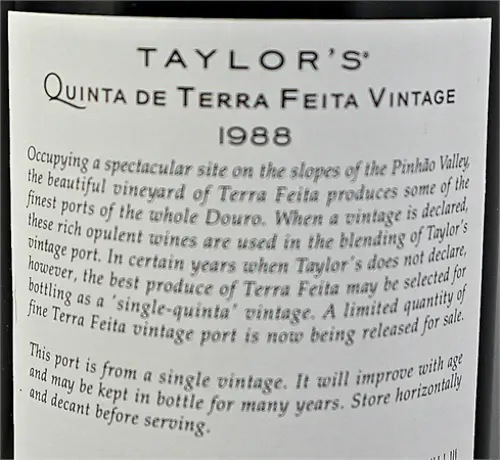 TAYLOR'S®
QUINTA DE TERRA FEITA VINTAGE
1988
Occupying a spectacular site on the slopes of the Pinhão Valley,
the beautiful vineyard of Terra Feita produces some of the
finest ports of the whole Douro. When a vintage is declared,
these rich opulent wines are used in the blending of Taylor's
vintage port. In certain years when Taylor's does not declare,
however, the best produce of Terra Feita may be selected for
bottling as a 'single-quinta' vintage. A limited quantity of
fine Terra Feita vintage port is now being released for sale.
This port is from a single vintage. It will improve with age
and may be kept in bottle for many years. Store horizontally
and decant before serving.